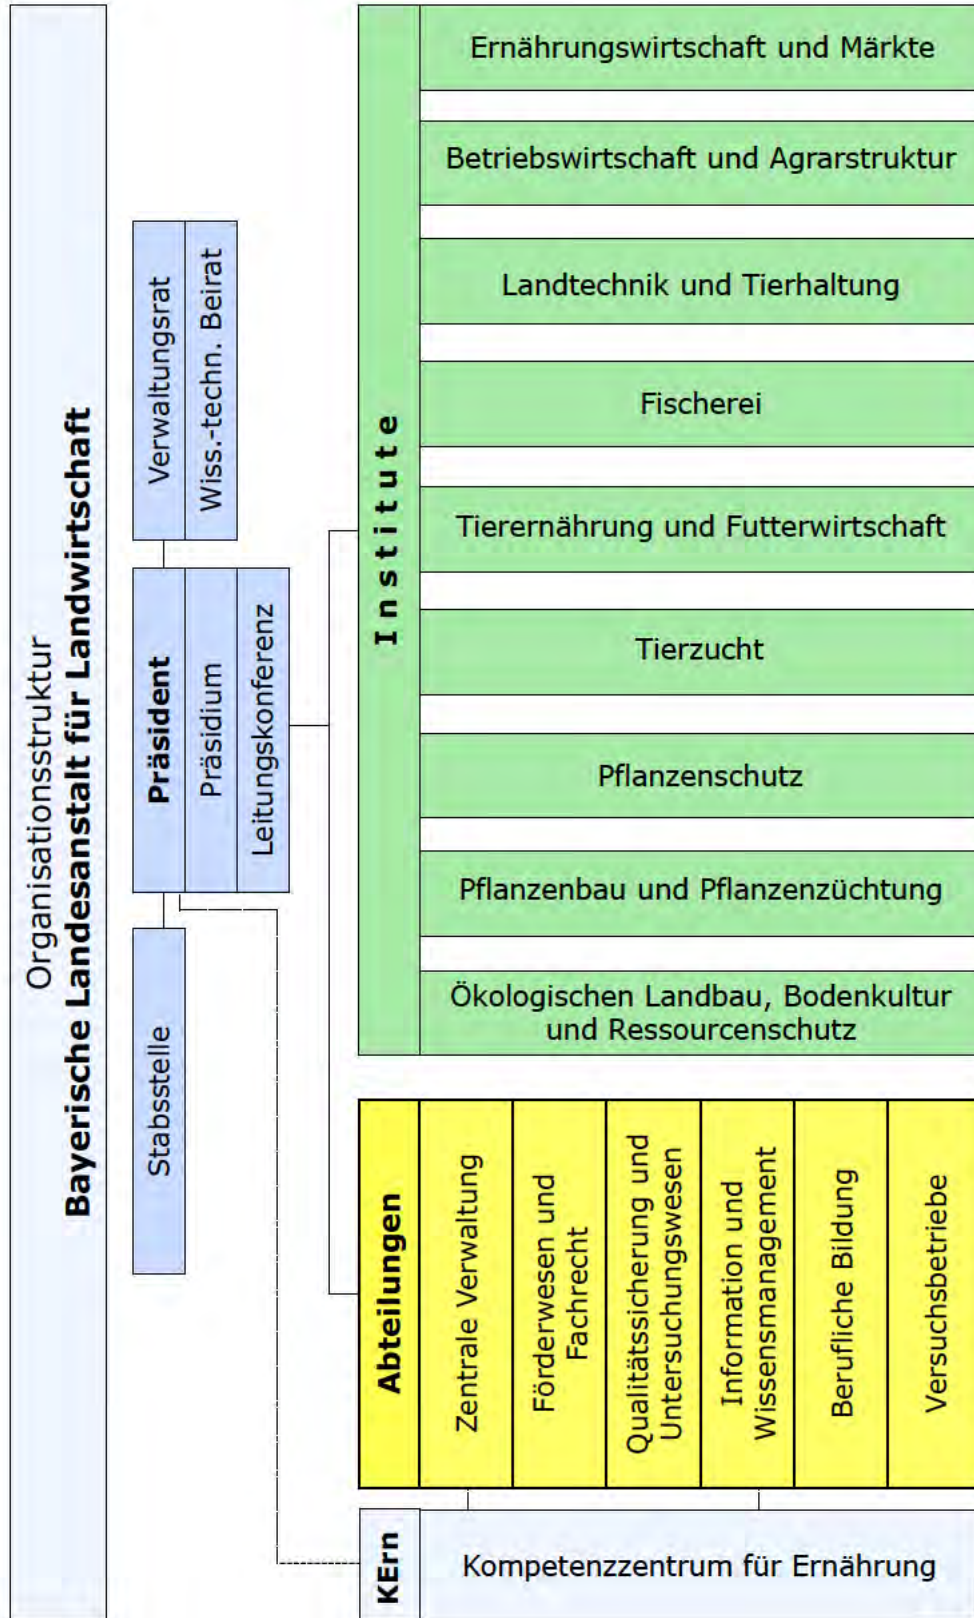 Organisationsstruktur
Bayerische Landesanstalt für Landwirtschaft
Stabsstelle
Präsident
Präsidium
Leitungskonferenz
Verwaltungsrat
Wiss.-techn. Beirat
KErn
Kompetenzzentrum für Ernährung
Abteilungen
Zentrale Verwaltung
Förderwesen und
Fachrecht
Qualitätssicherung und
Untersuchungswesen
Information und
Wissensmanagement
Berufliche Bildung
Versuchsbetriebe
Institute
Ökologischen Landbau, Bodenkultur
und Ressourcenschutz
Pflanzenbau und Pflanzenzüchtung
Pflanzenschutz
Tierzucht
Tierernährung und Futterwirtschaft
Fischerei
Landtechnik und Tierhaltung
Betriebswirtschaft und Agrarstruktur
Ernährungswirtschaft und Märkte